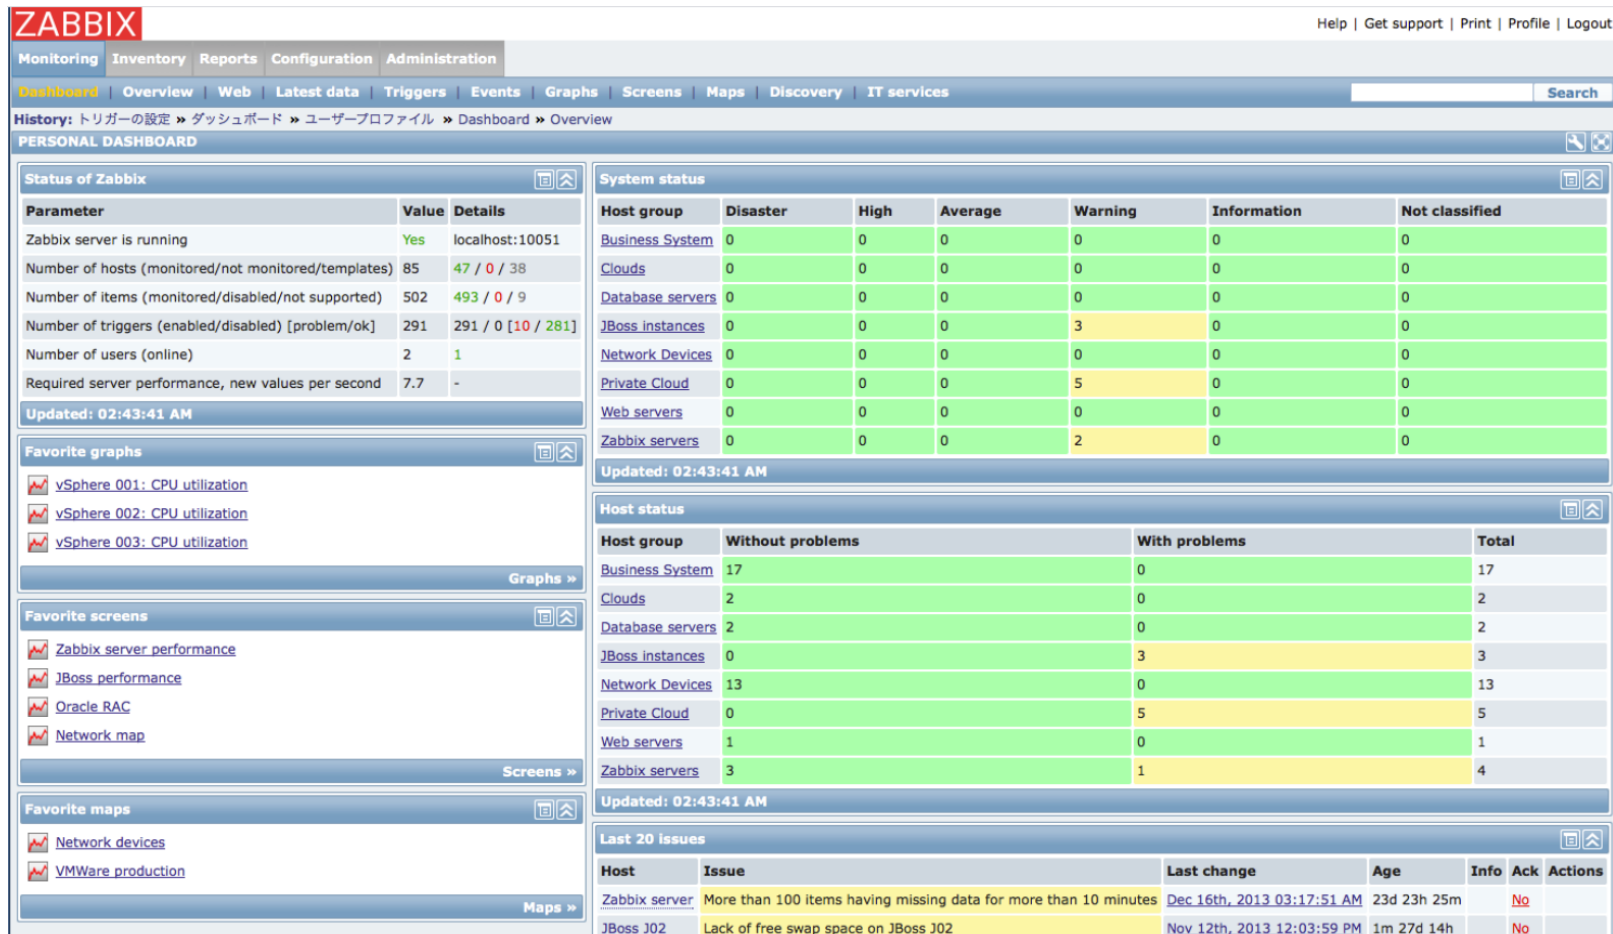 ZABBIX
Help | Get support | Print | Profile | Logout
Monitoring Inventory Reports Configuration Administration
Dashboard | Overview | Web | Latest data | Triggers | Events | Graphs | Screens | Maps | Discovery | IT services Search
History: トリガーの設定 » ダッシュボード » ユーザープロファイル » Dashboard » Overview
PERSONAL DASHBOARD
Status of Zabbix
Parameter Value Details
Zabbix server is running Yes localhost:10051
Number of hosts (monitored/not monitored/templates) 85 47 / 0 / 38
Number of items (monitored/disabled/not supported) 502 493 / 0 / 9
Number of triggers (enabled/disabled) [problem/ok] 291 291 / 0 [10 / 281]
Number of users (online) 2 1
Required server performance, new values per second 7.7 -
Updated: 02:43:41 AM
Favorite graphs
vSphere 001: CPU utilization
vSphere 002: CPU utilization
vSphere 003: CPU utilization
Graphs »
Favorite screens
Zabbix server performance
JBoss performance
Oracle RAC
Network map
Screens »
Favorite maps
Network devices
VMWare production
Maps »
System status
Host group Disaster High Average Warning Information Not classified
Business System 0 0 0 0 0 0
Clouds 0 0 0 0 0 0
Database servers 0 0 0 0 0 0
JBoss instances 0 0 0 3 0 0
Network Devices 0 0 0 0 0 0
Private Cloud 0 0 0 5 0 0
Web servers 0 0 0 0 0 0
Zabbix servers 0 0 0 2 0 0
Updated: 02:43:41 AM
Host status
Host group Without problems With problems Total
Business System 17 0 17
Clouds 2 0 2
Database servers 2 0 2
JBoss instances 0 3 3
Network Devices 13 0 13
Private Cloud 0 5 5
Web servers 1 0 1
Zabbix servers 3 1 4
Updated: 02:43:41 AM
Last 20 issues
Host Issue Last change Age Info Ack Actions
Zabbix server More than 100 items having missing data for more than 10 minutes Dec 16th, 2013 03:17:51 AM 23d 23h 25m No
JBoss J02 Lack of free swap space on JBoss J02 Nov 12th, 2013 12:03:59 PM 1m 27d 14h No